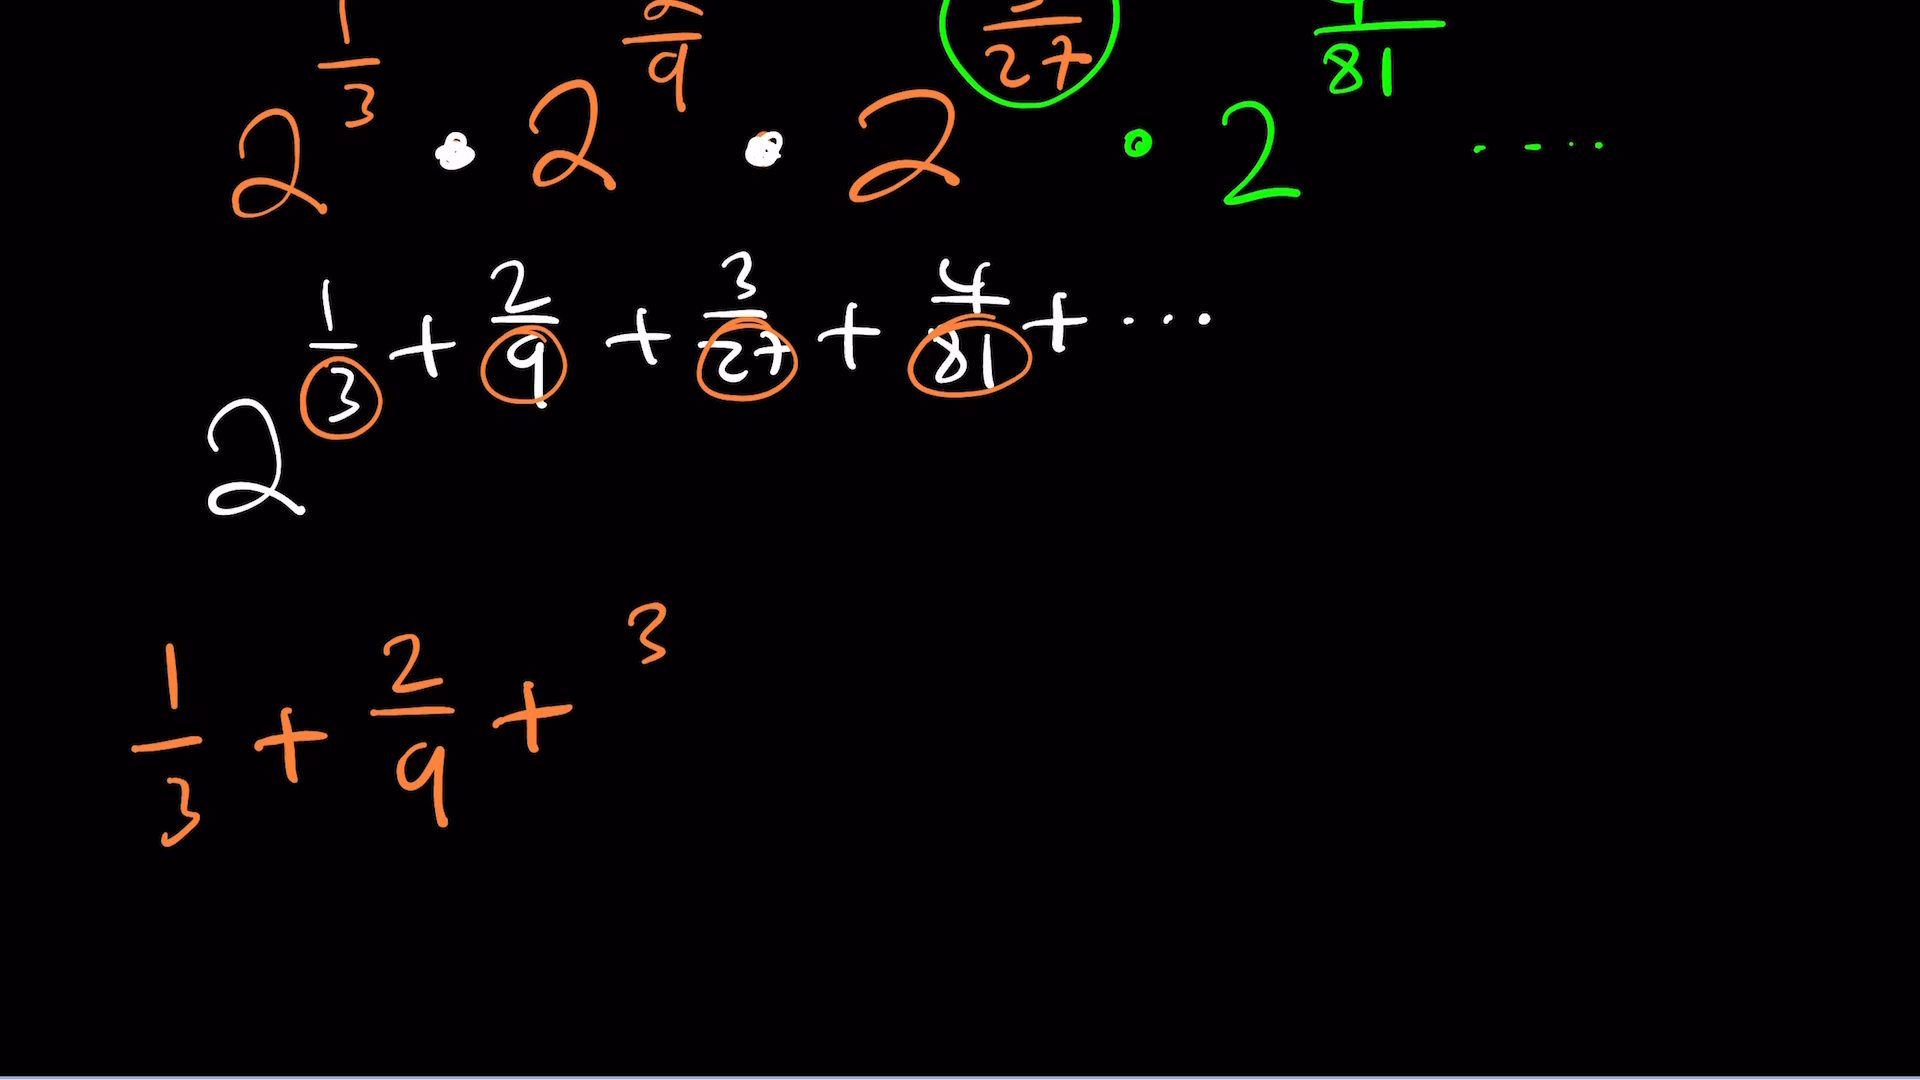 2^(1/3) · 2^(2/9) · 2^(3/27) · 2^(4/81) ....
2^(1/3 + 2/9 + 3/27 + 4/81 + ...)
1/3 + 2/9 + 3